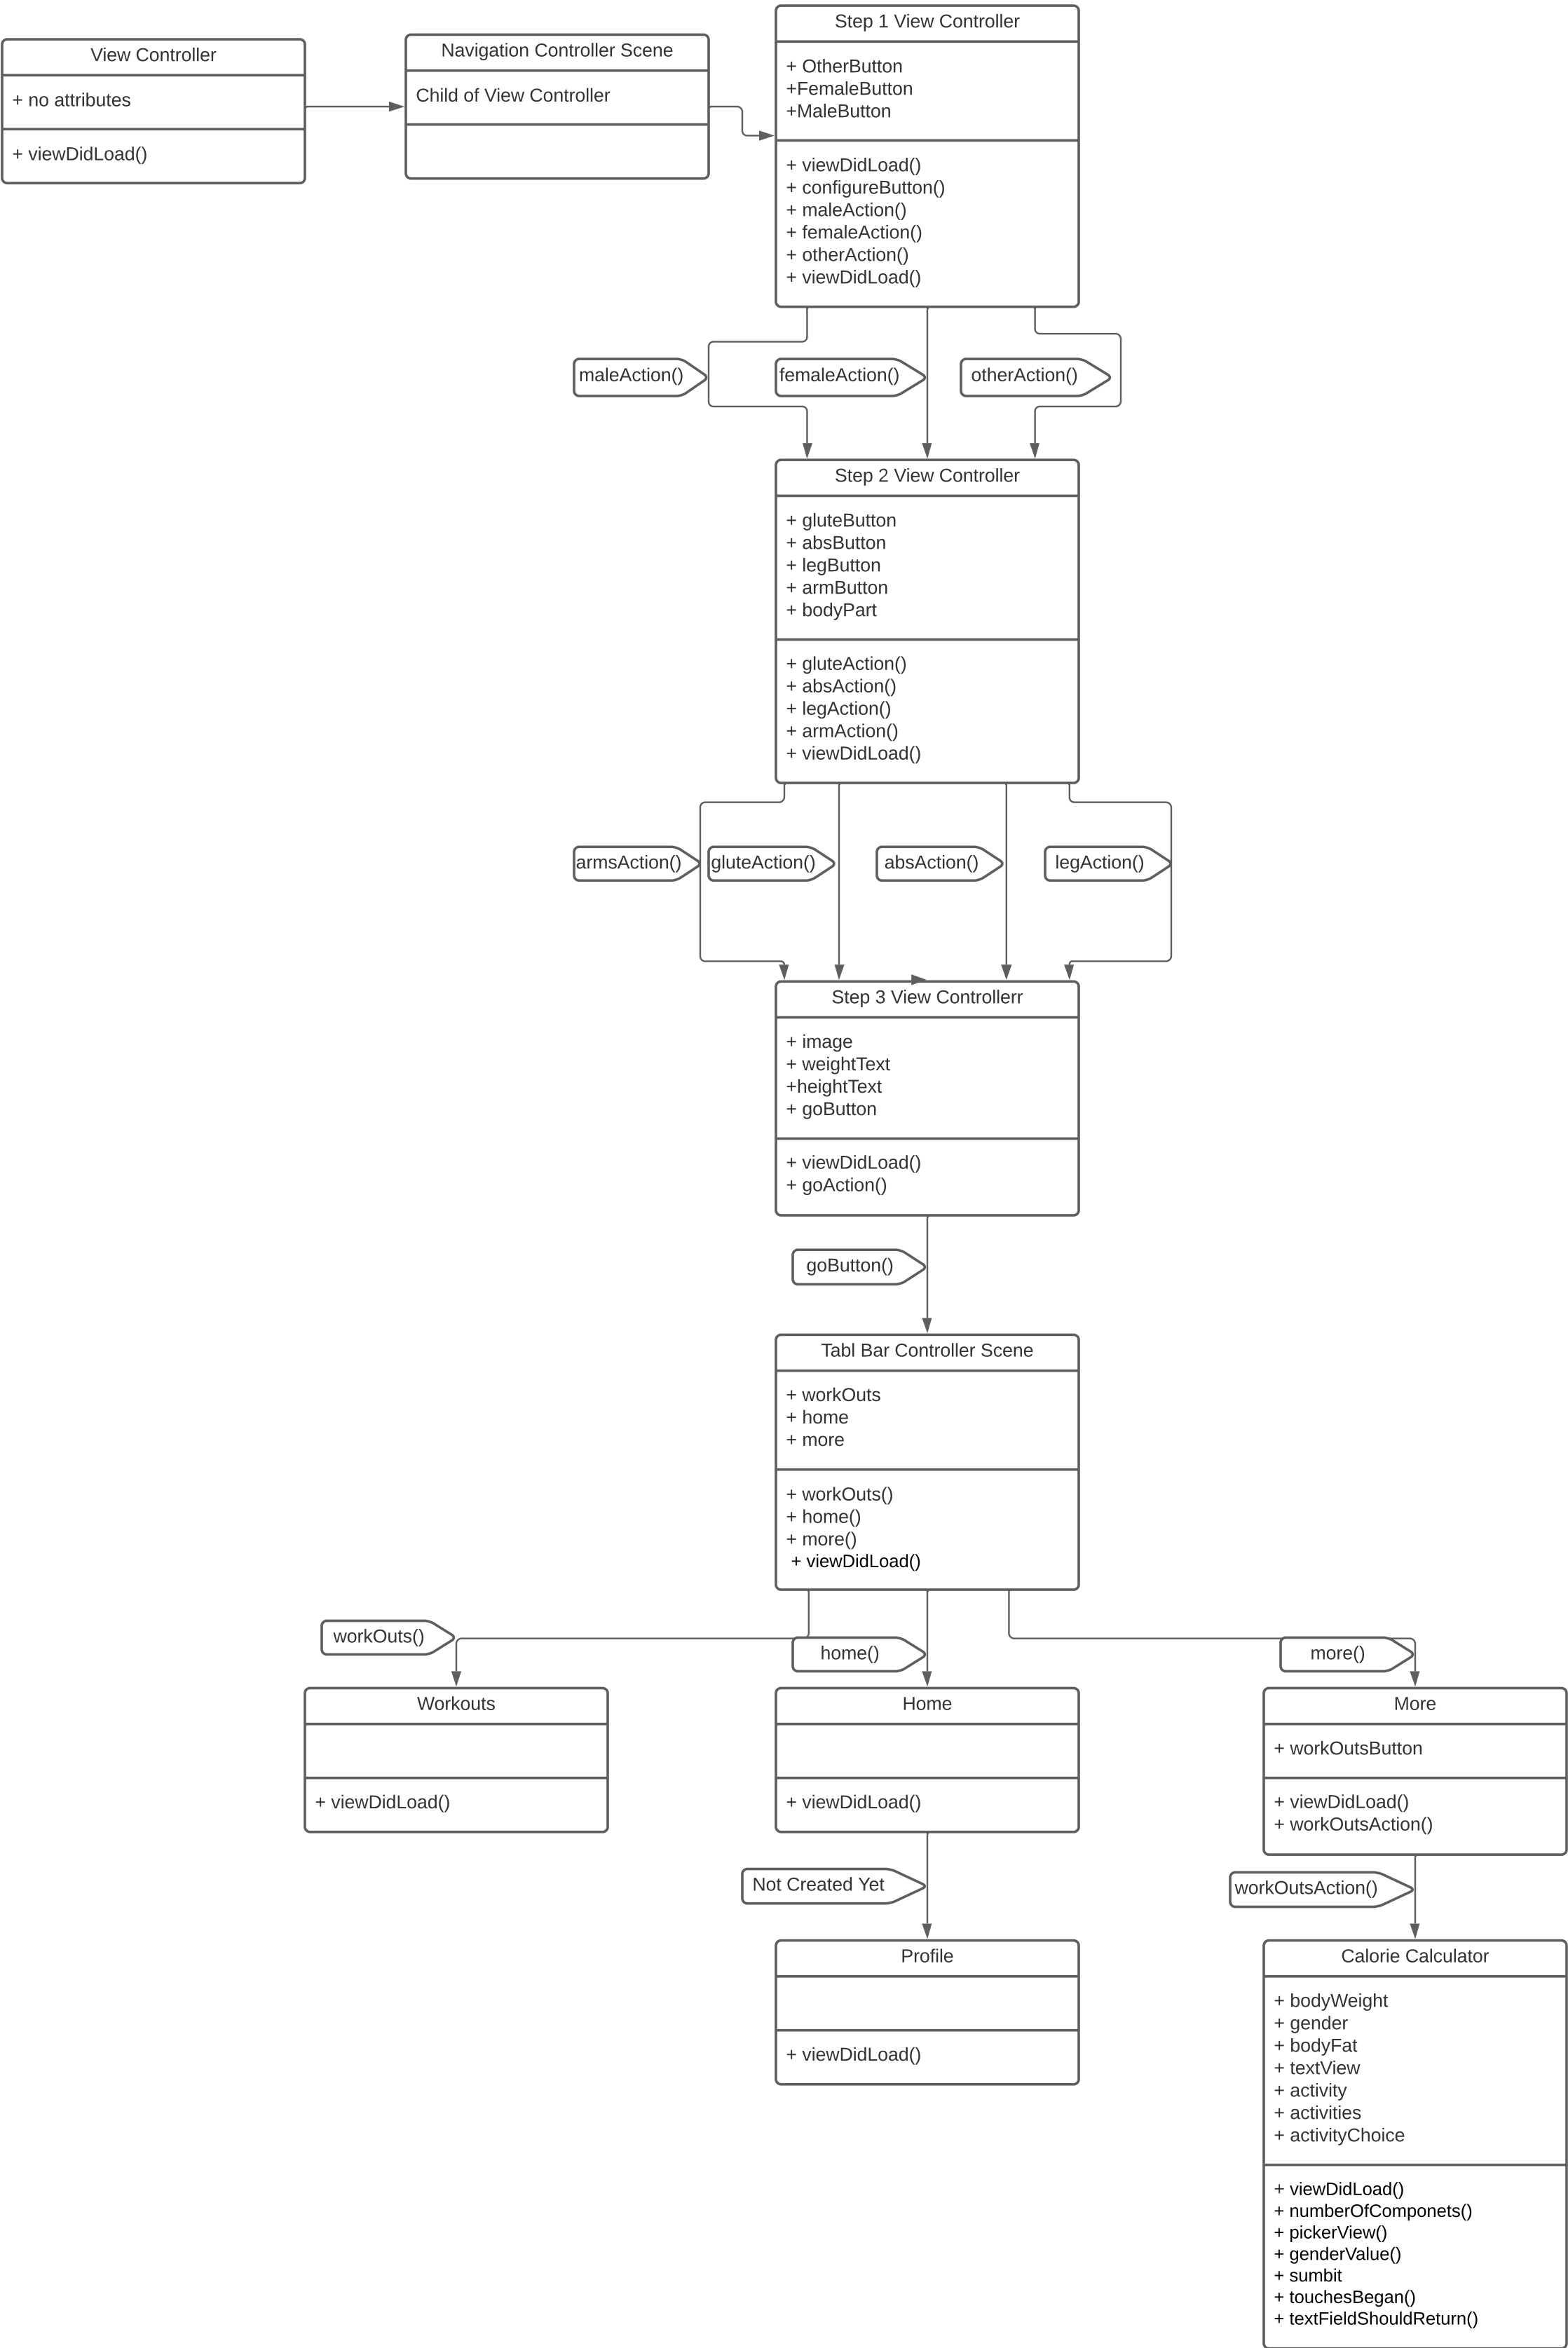 View Controller
+ no attributes
+ viewDidLoad()
Navigation Controller Scene
Child of View Controller
Step 1 View Controller
+ OtherButton
+FemaleButton
+MaleButton
+ viewDidLoad()
+ configureButton()
+ maleAction()
+ femaleAction()
+ otherAction()
+ viewDidLoad()
maleAction()
femaleAction()
otherAction()
Step 2 View Controller
+ gluteButton
+ absButton
+ legButton
+ armButton
+ bodyPart
+ gluteAction()
+ absAction()
+ legAction()
+ armAction()
+ viewDidLoad()
armsAction()
gluteAction()
absAction()
legAction()
Step 3 View Controllerr
+ image
+ weightText
+heightText
+ goButton
+ viewDidLoad()
+ goAction()
goButton()
Tabl Bar Controller Scene
+ workOuts
+ home
+ more
+ workOuts()
+ home()
+ more()
+ viewDidLoad()
workOuts()
home()
more()
Workouts
+ viewDidLoad()
Home
+ viewDidLoad()
More
+ workOutsButton
+ viewDidLoad()
+ workOutsAction()
Not Created Yet
workOutsAction()
Profile
+ viewDidLoad()
Calorie Calculator
+ bodyWeight
+ gender
+ bodyFat
+ textView
+ activity
+ activities
+ activityChoice
+ viewDidLoad()
+ numberOfComponets()
+ pickerView()
+ genderValue()
+ sumbit
+ touchesBegan()
+ textFieldShouldReturn()